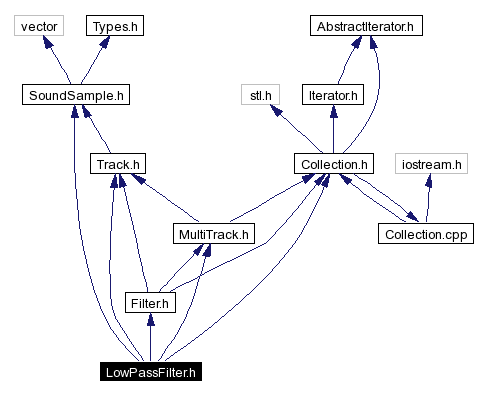 vector
Types.h
AbstractIterator.h
SoundSample.h
stl.h
Iterator.h
Track.h
Collection.h
iostream.h
MultiTrack.h
Collection.cpp
Filter.h
LowPassFilter.h